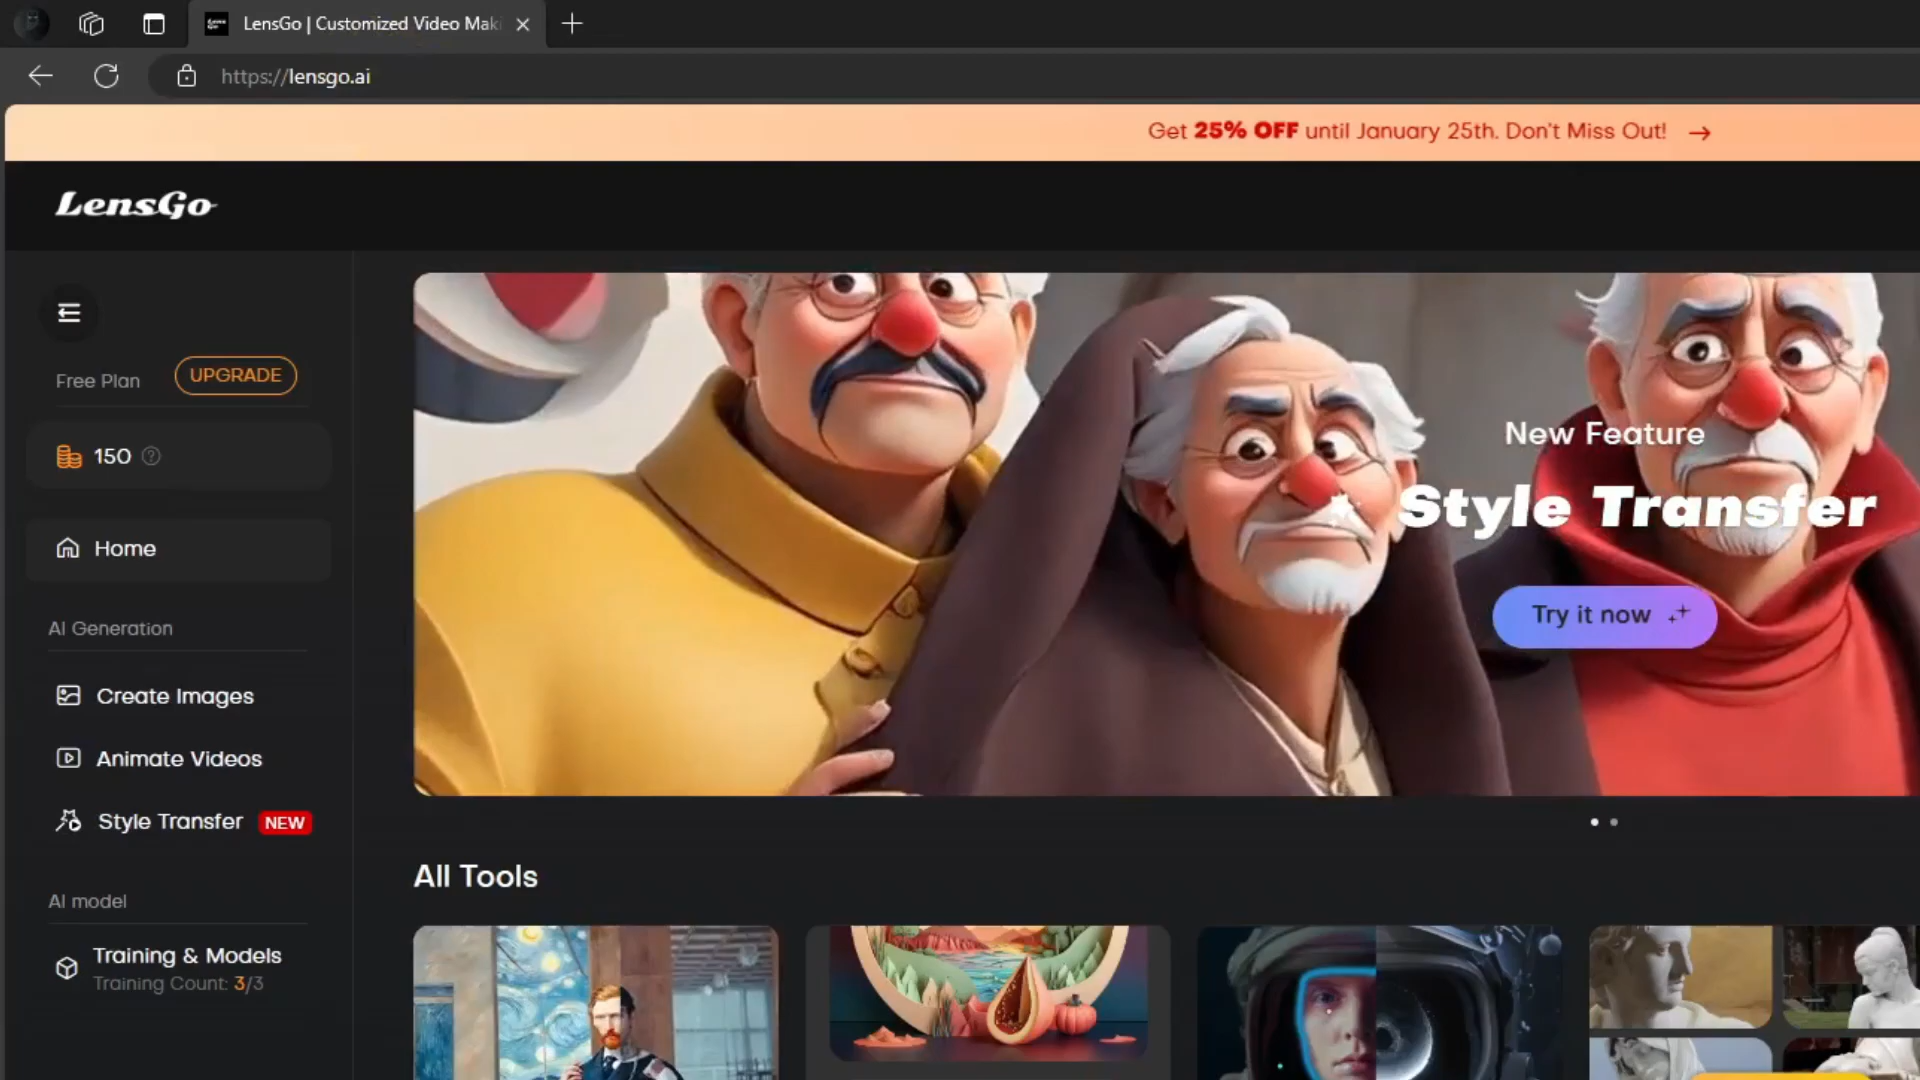 LensGo | Customized Video Mak
https://lensgo.ai
Get 25% OFF until January 25th. Don't Miss Out! →
LensGo
Free Plan
UPGRADE
150
Home
AI Generation
Create Images
Animate Videos
Style Transfer NEW
AI model
Training & Models
Training Count: 3/3
New Feature
Style Transfer
Try it now
All Tools